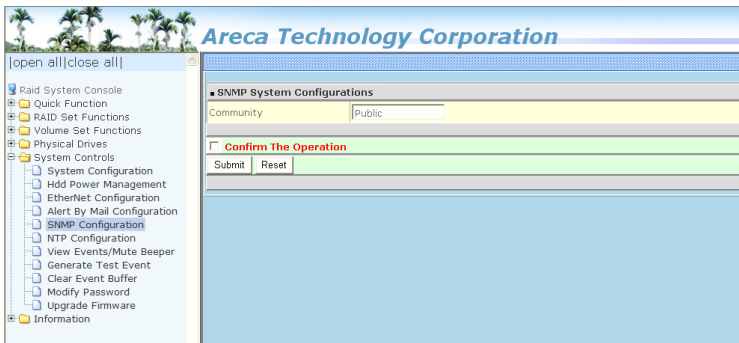 Areca Technology Corporation
|open all|close all|
Raid System Console
Quick Function
RAID Set Functions
Volume Set Functions
Physical Drives
System Controls
System Configuration
Hdd Power Management
EtherNet Configuration
Alert By Mail Configuration
SNMP Configuration
NTP Configuration
View Events/Mute Beeper
Generate Test Event
Clear Event Buffer
Modify Password
Upgrade Firmware
Information
SNMP System Configurations
Community Public
Confirm The Operation
Submit Reset